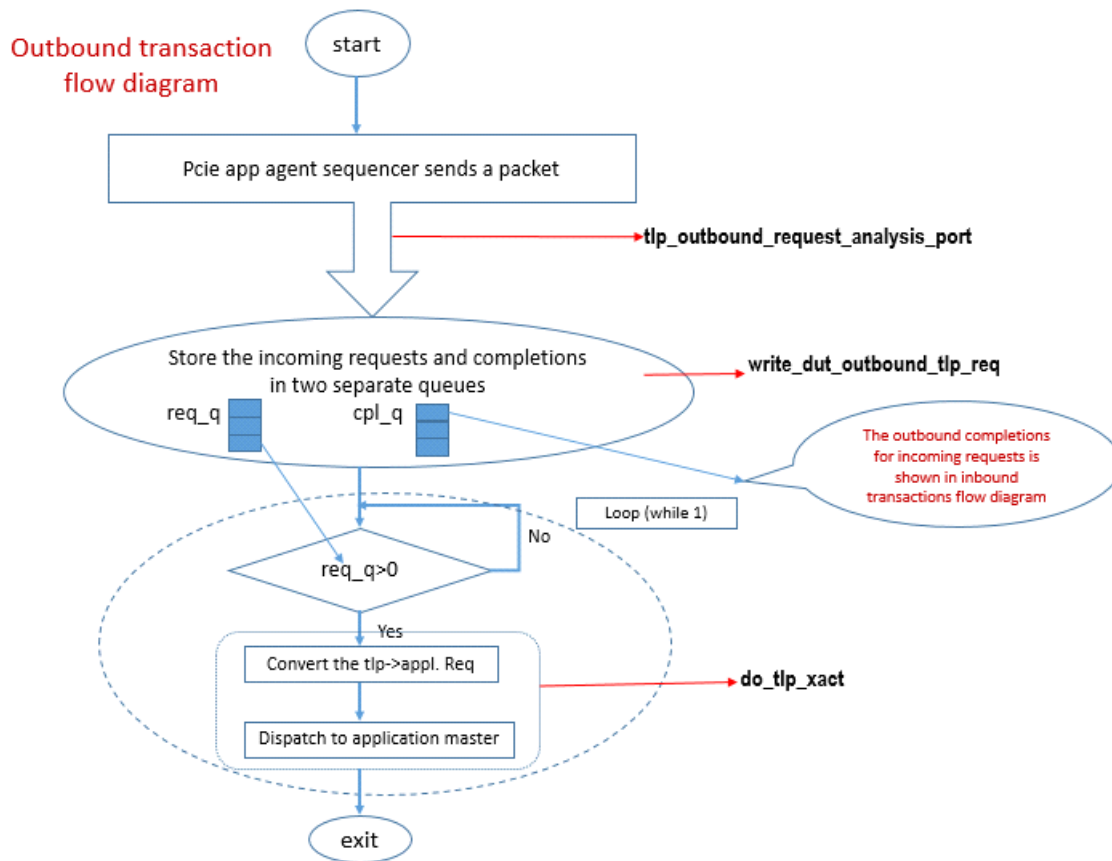 Outbound transaction
flow diagram
start
Pcie app agent sequencer sends a packet
tlp_outbound_request_analysis_port
Store the incoming requests and completions
in two separate queues
req_q
cpl_q
write_dut_outbound_tlp_req
The outbound completions
for incoming requests is
shown in inbound
transactions flow diagram
Loop (while 1)
No
req_q>0
Yes
Convert the tlp->appl. Req
do_tlp_xact
Dispatch to application master
exit